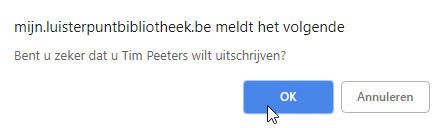 mijn.luisterpuntbibliotheek.be meldt het volgende
Bent u zeker dat u Tim Peeters wilt uitschrijven?
OK
Annuleren